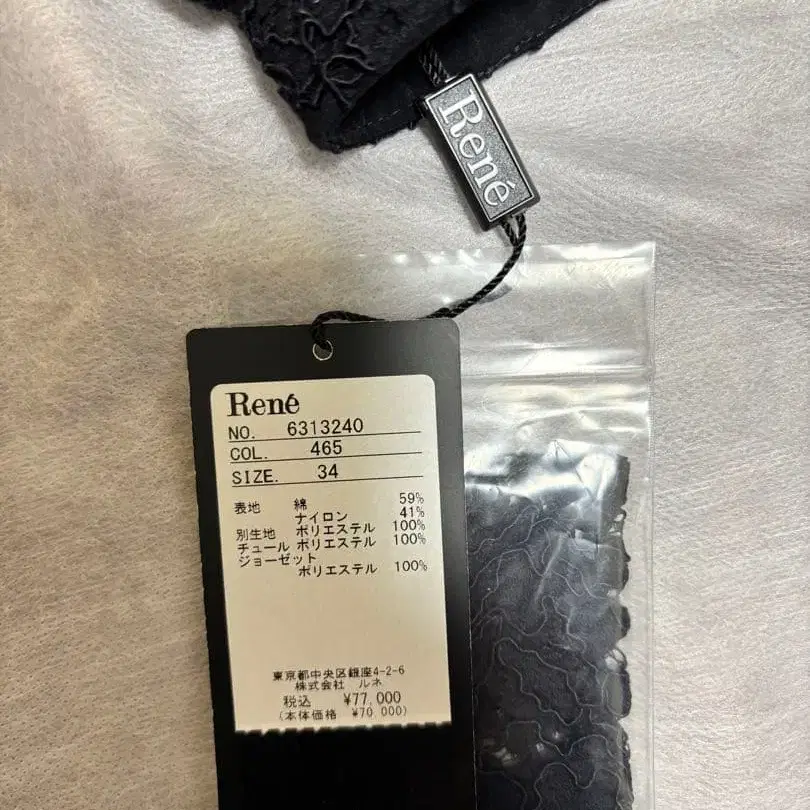 René
René
NO. 6313240
COL. 465
SIZE. 34
表地 綿 59%
ナイロン 41%
別生地 ポリエステル 100%
チュール ポリエステル 100%
ジョーゼット
ポリエステル 100%
東京都中央区銀座4-2-6
株式会社 ルネ
税込 ¥77,000
(本体価格 ¥70,000)